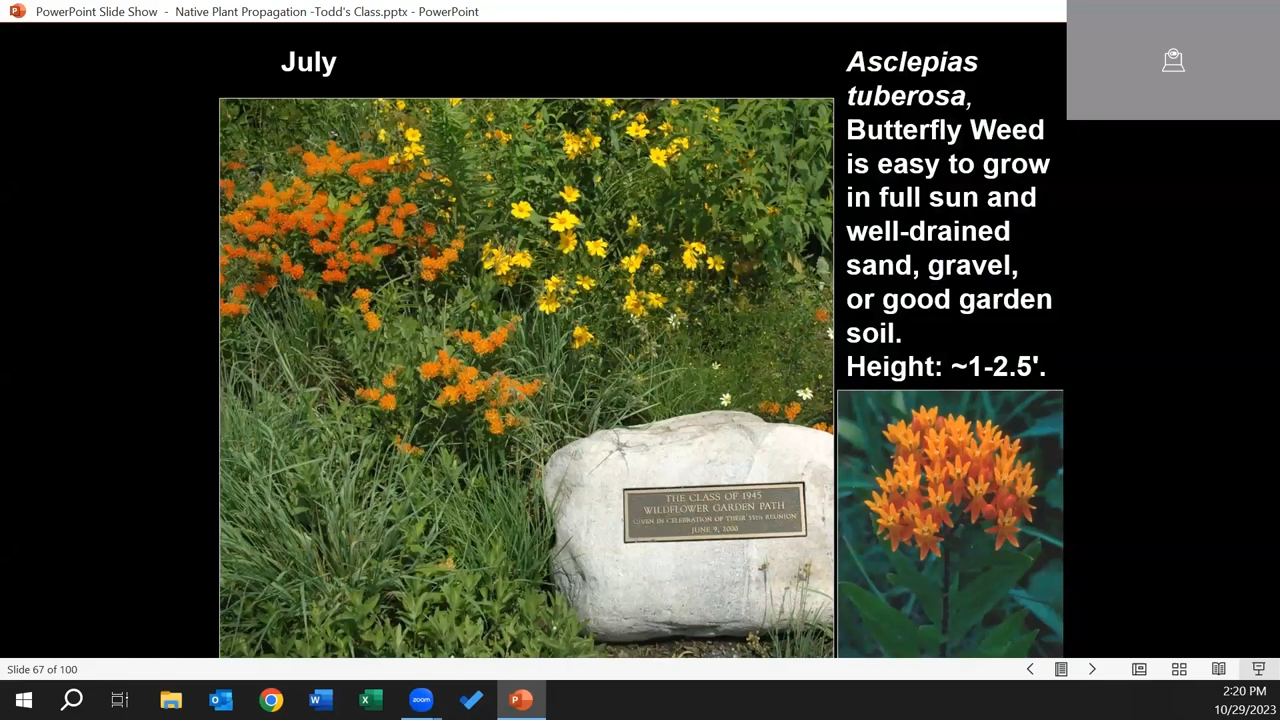 PowerPoint Slide Show - Native Plant Propagation -Todd's Class.pptx - PowerPoint
July
Asclepias
tuberosa,
Butterfly Weed
is easy to grow
in full sun and
well-drained
sand, gravel,
or good garden
soil.
Height: ~1-2.5'.
THE CLASS OF 1945
WILDFLOWER GARDEN PATH
GIVEN IN CELEBRATION OF THEIR 55th REUNION
JUNE 9, 2000
Slide 67 of 100
zoom
2:20 PM
10/29/2023